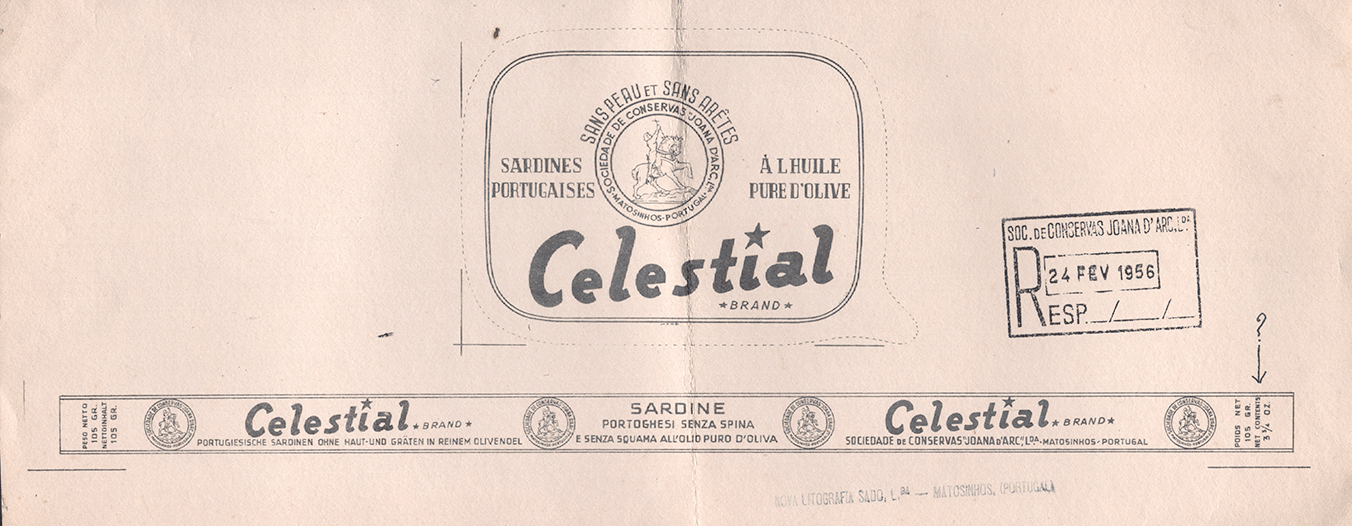 SANS PEAU ET SANS ARÊTES
SOCIEDADE DE CONSERVAS "JOANA D'ARC, LDA
MATOSINHOS - PORTUGAL
SARDINES
PORTUGAISES
À L HUILE
PURE D'OLIVE
Celestial
★ BRAND ★
SOC. DE CONSERVAS JOANA D'ARC, LDA
R
24 FEV 1956
ESP. / /
?
PESO NETTO
105 GR.
NETTOINHALT
105 GR.
Celestial
★ BRAND ★
PORTUGIESISCHE SARDINEN OHNE HAUT-UND GRÄTEN IN REINEM OLIVENDEL
SARDINE
PORTOGHESI SENZA SPINA
E SENZA SQUAMA ALL'OLIO PURO D'OLIVA
Celestial
★ BRAND ★
SOCIEDADE DE CONSERVAS "JOANA D'ARC", LDA.-MATOSINHOS-PORTUGAL
POIDS NET
105 GR.
NET CONTENTS
3 3/4 OZ.
NOVA LITOGRAFIA SADO, L.DA — MATOSINHOS, (PORTUGAL)